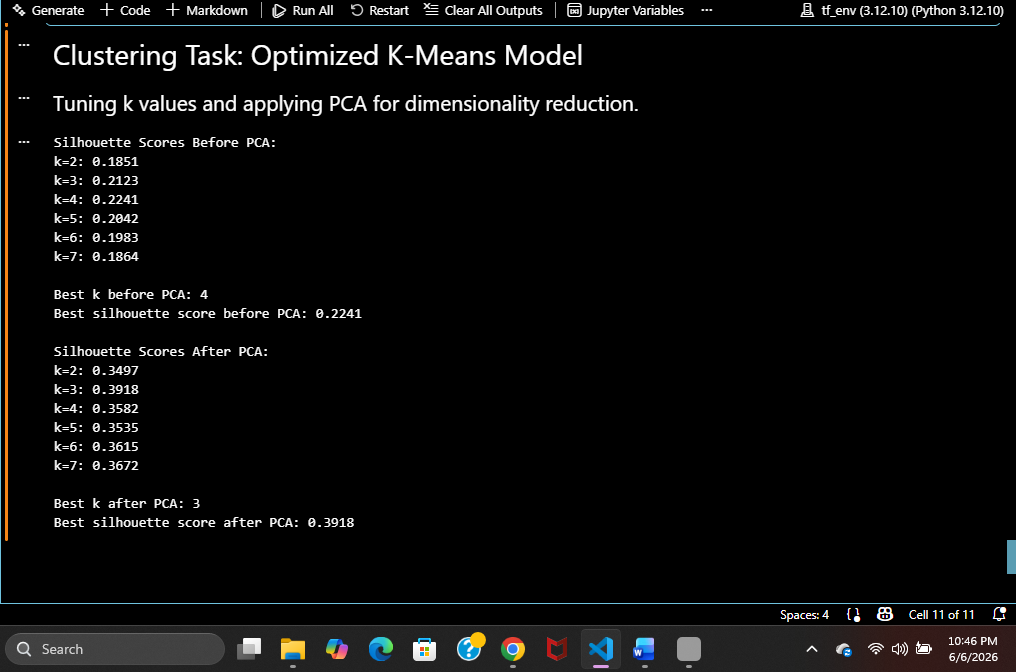 Generate + Code + Markdown Run All Restart Clear All Outputs Jupyter Variables ... tf_env (3.12.10) (Python 3.12.10)
Clustering Task: Optimized K-Means Model
Tuning k values and applying PCA for dimensionality reduction.
Silhouette Scores Before PCA:
k=2: 0.1851
k=3: 0.2123
k=4: 0.2241
k=5: 0.2042
k=6: 0.1983
k=7: 0.1864
Best k before PCA: 4
Best silhouette score before PCA: 0.2241
Silhouette Scores After PCA:
k=2: 0.3497
k=3: 0.3918
k=4: 0.3582
k=5: 0.3535
k=6: 0.3615
k=7: 0.3672
Best k after PCA: 3
Best silhouette score after PCA: 0.3918
Spaces: 4 Cell 11 of 11
Search
10:46 PM
6/6/2026